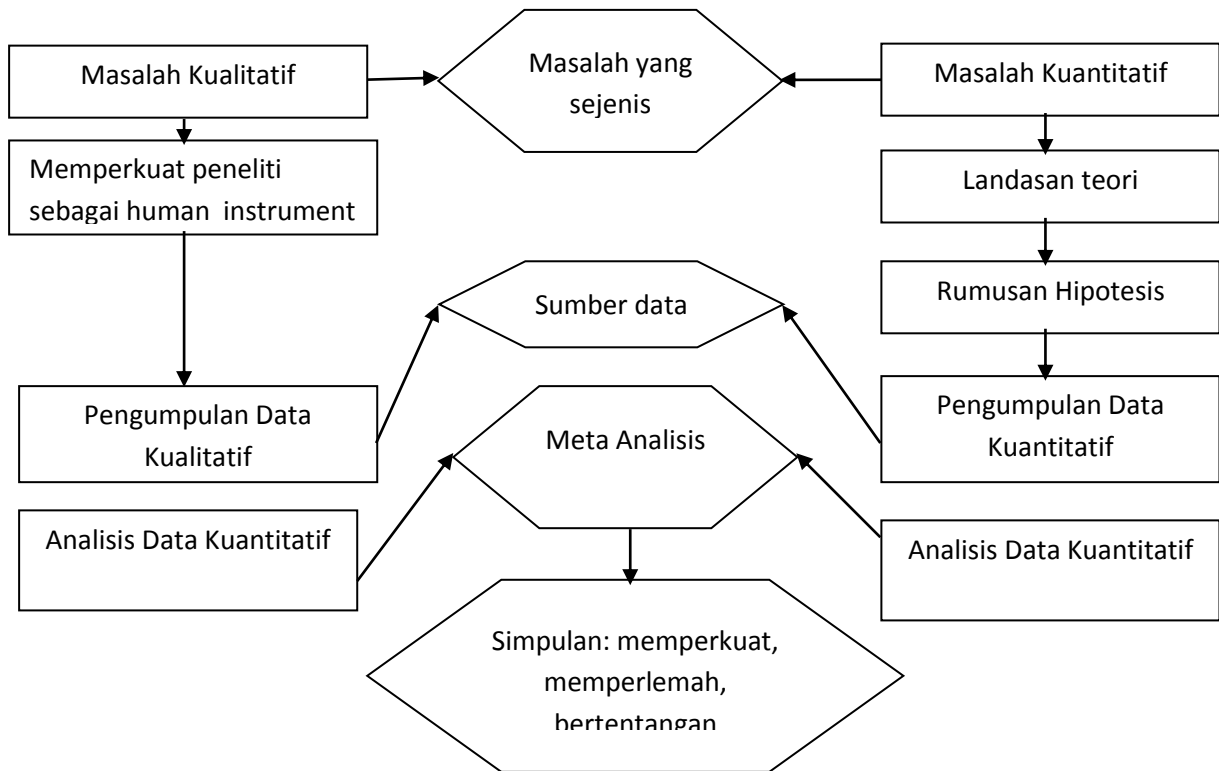 Masalah Kualitatif
Masalah yang
sejenis
Masalah Kuantitatif
Memperkuat peneliti
sebagai human instrument
Landasan teori
Sumber data
Rumusan Hipotesis
Pengumpulan Data
Kualitatif
Meta Analisis
Pengumpulan Data
Kuantitatif
Analisis Data Kuantitatif
Analisis Data Kuantitatif
Simpulan: memperkuat,
memperlemah,
bertentangan